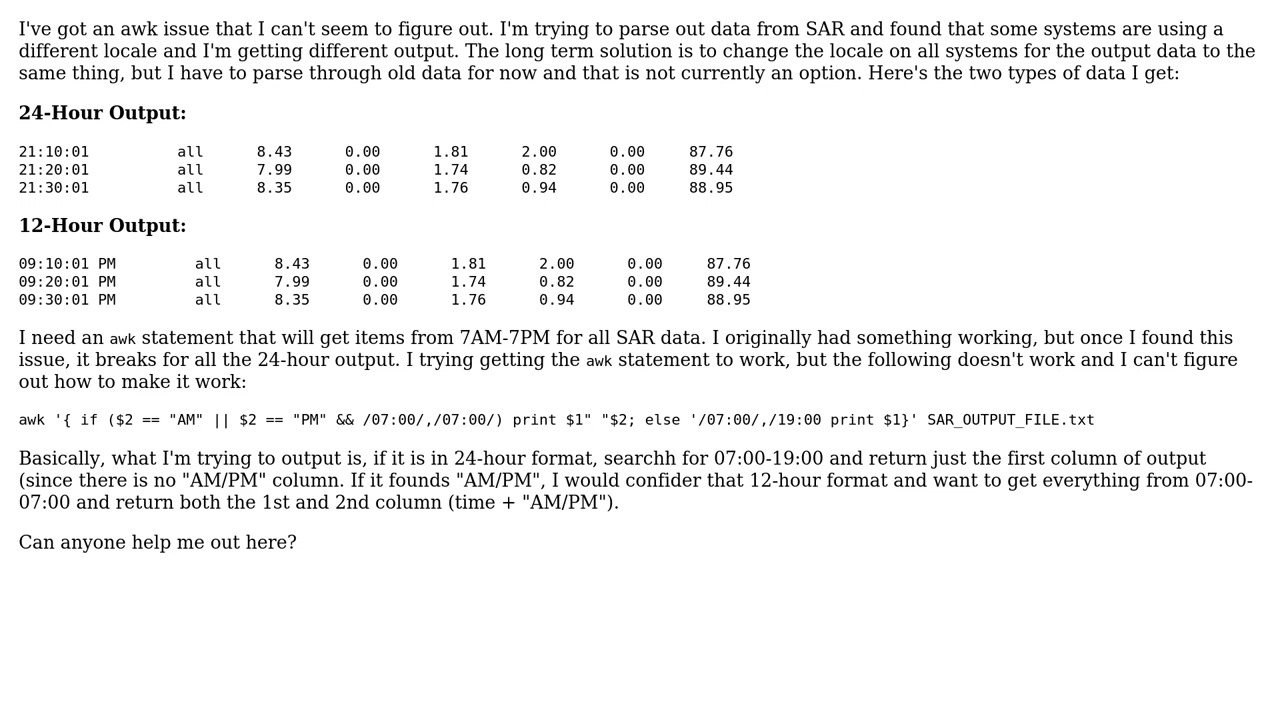 I've got an awk issue that I can't seem to figure out. I'm trying to parse out data from SAR and found that some systems are using a
different locale and I'm getting different output. The long term solution is to change the locale on all systems for the output data to the
same thing, but I have to parse through old data for now and that is not currently an option. Here's the two types of data I get:
24-Hour Output:
21:10:01          all      8.43      0.00      1.81      2.00      0.00     87.76
21:20:01          all      7.99      0.00      1.74      0.82      0.00     89.44
21:30:01          all      8.35      0.00      1.76      0.94      0.00     88.95
12-Hour Output:
09:10:01 PM         all      8.43      0.00      1.81      2.00      0.00     87.76
09:20:01 PM         all      7.99      0.00      1.74      0.82      0.00     89.44
09:30:01 PM         all      8.35      0.00      1.76      0.94      0.00     88.95
I need an awk statement that will get items from 7AM-7PM for all SAR data. I originally had something working, but once I found this
issue, it breaks for all the 24-hour output. I trying getting the awk statement to work, but the following doesn't work and I can't figure
out how to make it work:
awk '{ if ($2 == "AM" || $2 == "PM" && /07:00/,/07:00/) print $1" "$2; else '/07:00/,/19:00 print $1}' SAR_OUTPUT_FILE.txt
Basically, what I'm trying to output is, if it is in 24-hour format, searchh for 07:00-19:00 and return just the first column of output
(since there is no "AM/PM" column. If it founds "AM/PM", I would confider that 12-hour format and want to get everything from 07:00-
07:00 and return both the 1st and 2nd column (time + "AM/PM").
Can anyone help me out here?